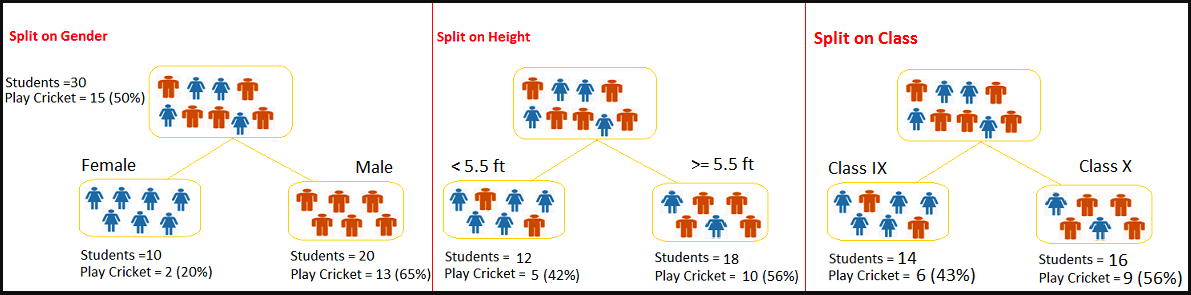 Split on Gender
Students =30
Play Cricket = 15 (50%)
Female
Male
Students =10
Play Cricket = 2 (20%)
Students = 20
Play Cricket = 13 (65%)
Split on Height
< 5.5 ft
>= 5.5 ft
Students = 12
Play Cricket = 5 (42%)
Students = 18
Play Cricket = 10 (56%)
Split on Class
Class IX
Class X
Students = 14
Play Cricket = 6 (43%)
Students = 16
Play Cricket = 9 (56%)